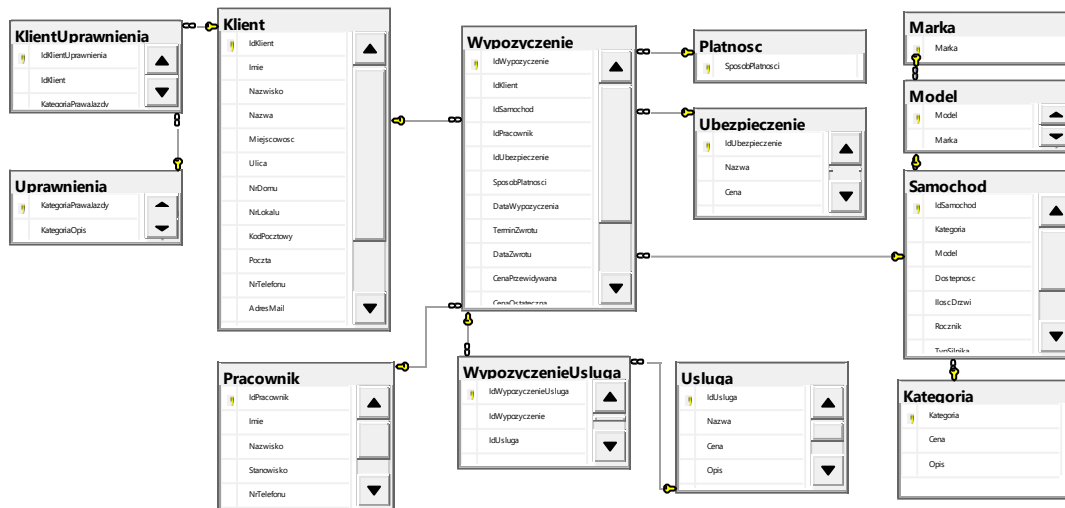 KlientUprawnienia
IdKlientUprawnienia
IdKlient
KategoriaPrawaJazdy
Uprawnienia
KategoriaPrawaJazdy
KategoriaOpis
Klient
IdKlient
Imie
Nazwisko
Nazwa
Miejscowosc
Ulica
NrDomu
NrLokalu
KodPocztowy
Poczta
NrTelefonu
AdresMail
Pracownik
IdPracownik
Imie
Nazwisko
Stanowisko
NrTelefonu
Wypozyczenie
IdWypozyczenie
IdKlient
IdSamochod
IdPracownik
IdUbezpieczenie
SposobPlatnosci
DataWypozyczenia
TerminZwrotu
DataZwrotu
CenaPrzewidywana
CenaOstateczna
WypozyczenieUsluga
IdWypozyczenieUsluga
IdWypozyczenie
IdUsluga
Platnosc
SposobPlatnosci
Ubezpieczenie
IdUbezpieczenie
Nazwa
Cena
Usluga
IdUsluga
Nazwa
Cena
Opis
Marka
Marka
Model
Model
Marka
Samochod
IdSamochod
Kategoria
Model
Dostepnosc
IloscDrzwi
Rocznik
TypSilnika
Kategoria
Kategoria
Cena
Opis